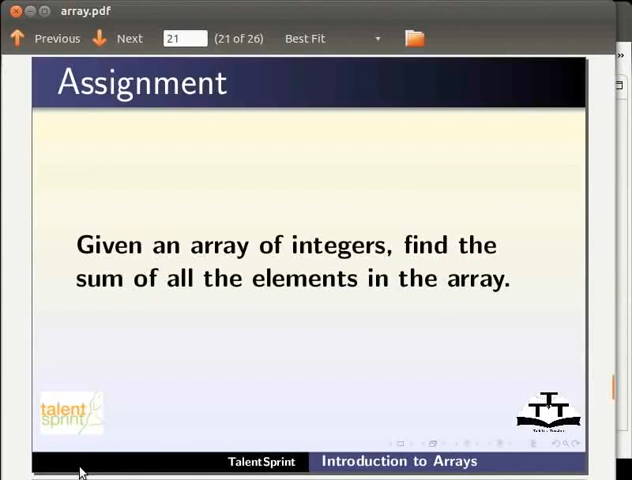 array.pdf
Previous Next 21 (21 of 26) Best Fit
Assignment
Given an array of integers, find the
sum of all the elements in the array.
talent
sprint
TalentSprint Introduction to Arrays